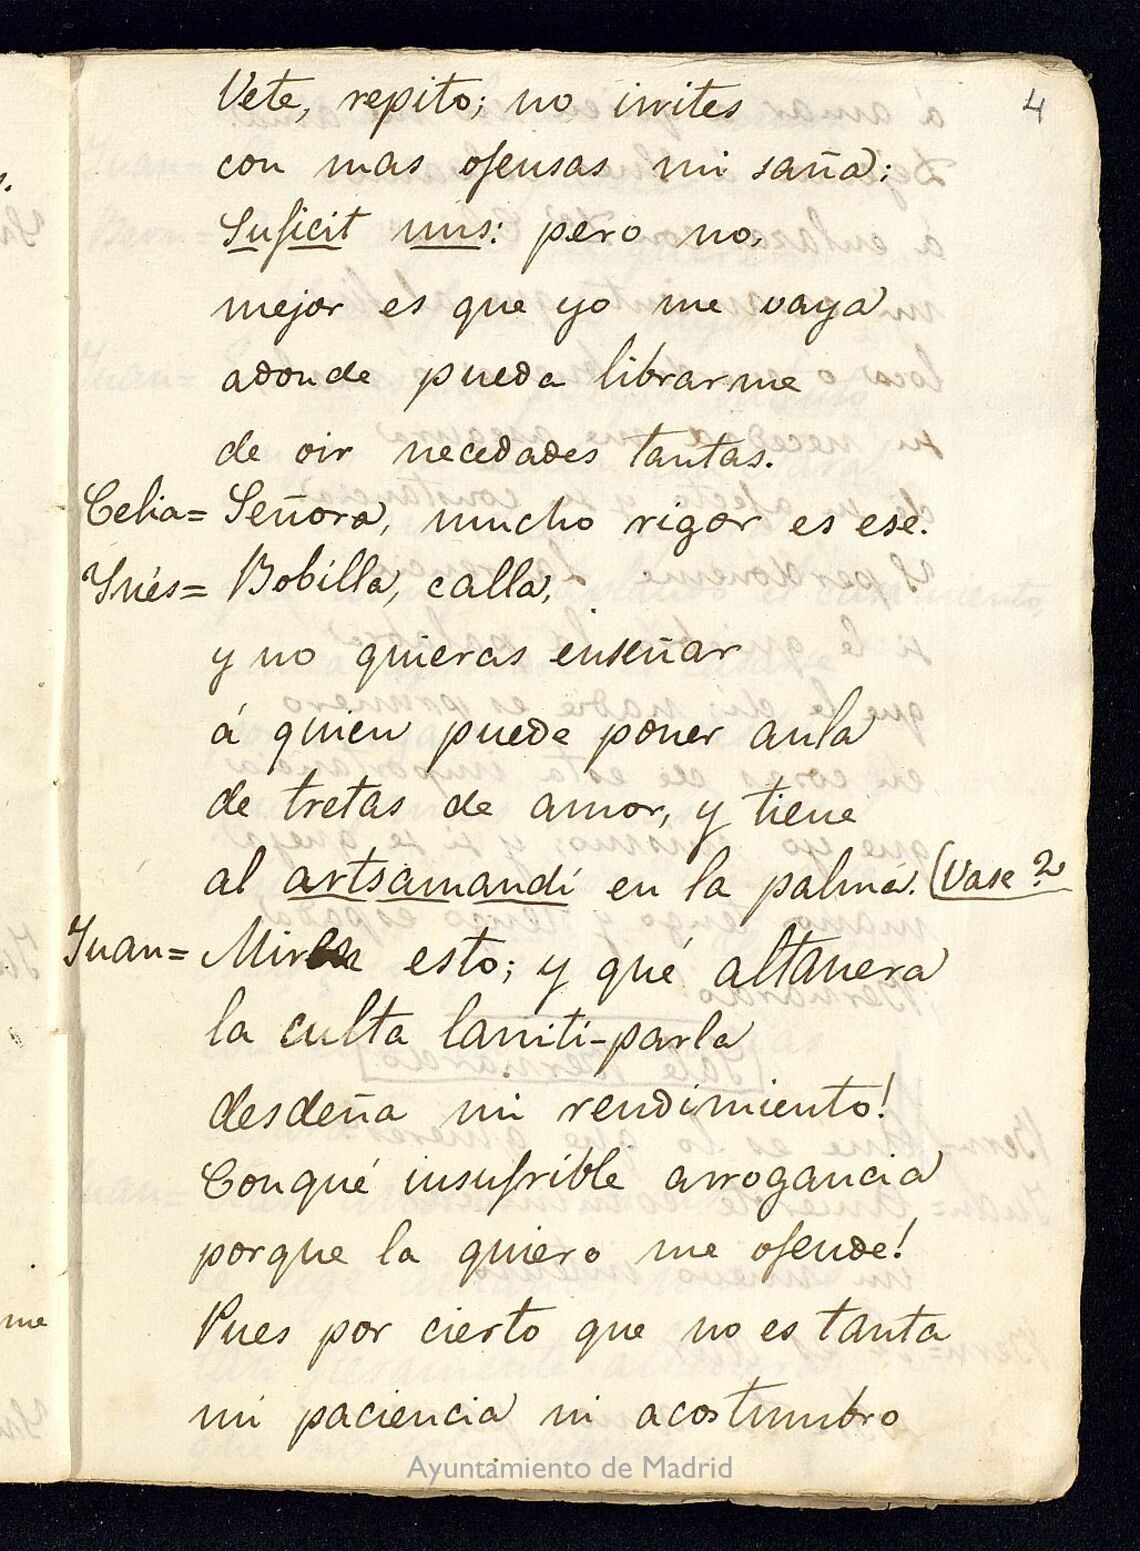 4
Vete, repito; no irrites
con mas ofensas mi saña:
Suficit unus: pero no,
mejor es que yo me vaya
adonde pueda librarme
de oir necedades tantas.
Celia= Señora, mucho rigor es ese.
Inés= Bobilla, calla,
y no quieras enseñar
á quien puede poner aula
de tretas de amor, y tiene
al artsamandi en la palma. (Vase
Juan= Miren esto; y qué altanera
la culta laniti-parla
desdeña mi rendimiento!
Conqué insufrible arrogancia
porque la quiero me ofende!
Pues por cierto que no es tanta
mi paciencia ni acostumbro
Ayuntamiento de Madrid